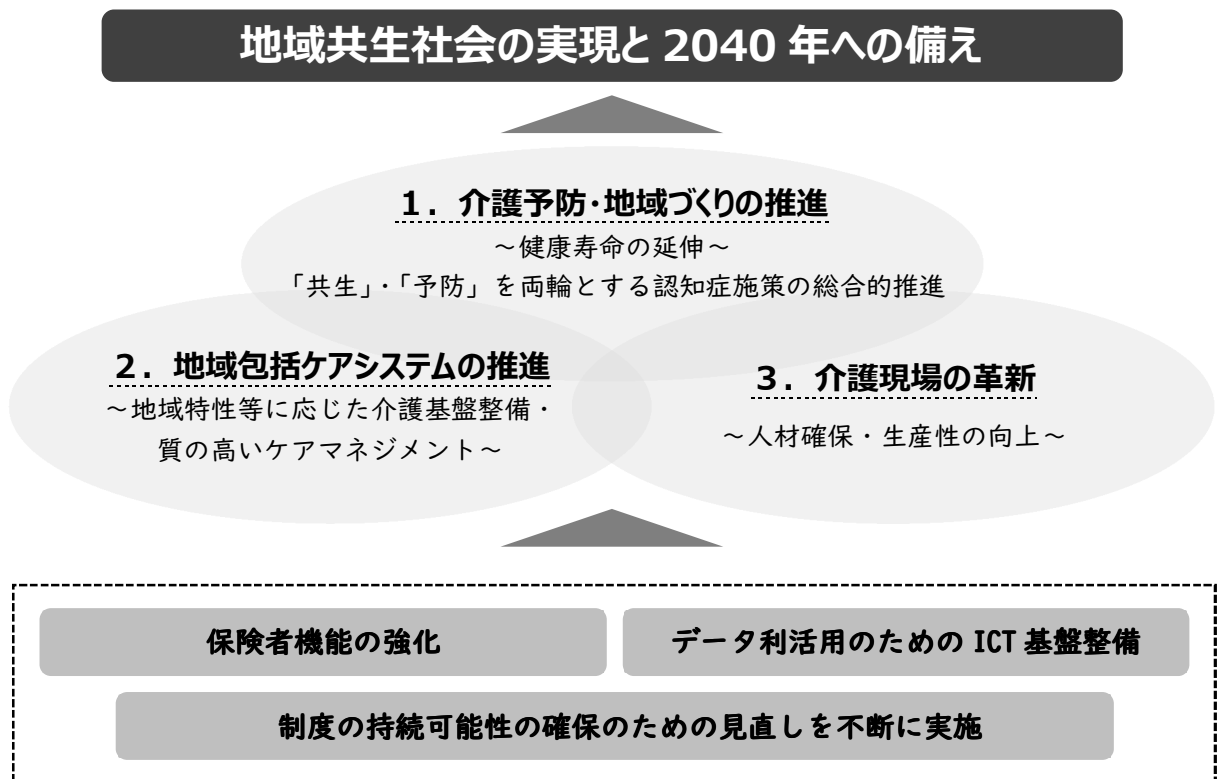 地域共生社会の実現と 2040 年への備え
1．介護予防・地域づくりの推進
～健康寿命の延伸～
「共生」・「予防」を両輪とする認知症施策の総合的推進
2．地域包括ケアシステムの推進
～地域特性等に応じた介護基盤整備・
質の高いケアマネジメント～
3．介護現場の革新
～人材確保・生産性の向上～
保険者機能の強化
データ利活用のための ICT 基盤整備
制度の持続可能性の確保のための見直しを不断に実施